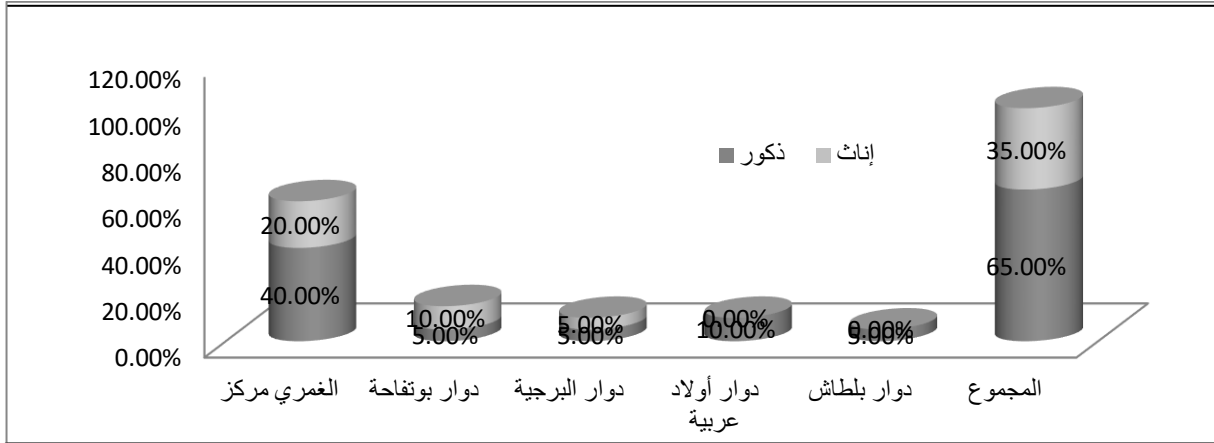 120.00%
100.00%
80.00%
60.00%
40.00%
20.00%
0.00%
ذكور
إناث
20.00%
40.00%
10.00%
5.00%
5.00%
5.00%
0.00%
10.00%
0.00%
5.00%
35.00%
65.00%
الغمري مركز
دوار بوتفاحة
دوار البرجية
دوار أولاد
عربية
دوار بلطاش
المجموع